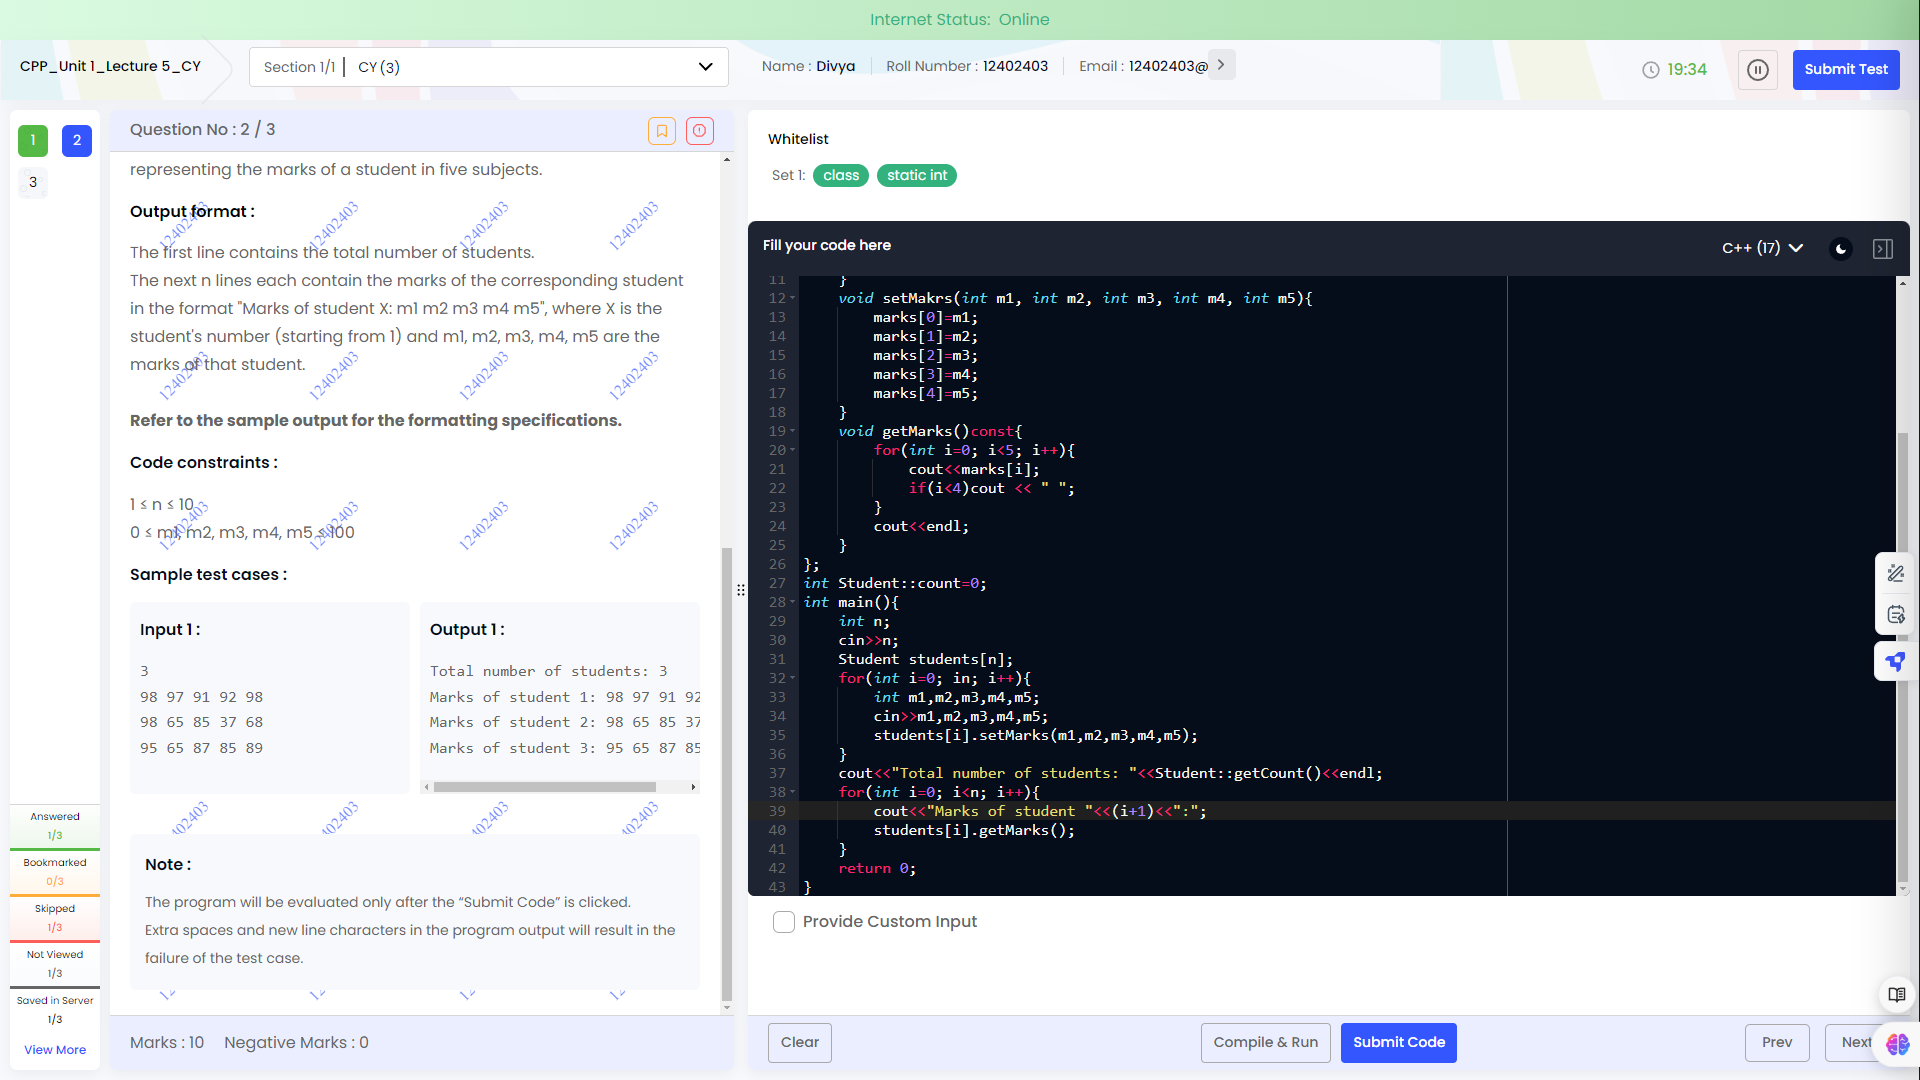 Internet Status: Online
CPP_Unit 1_Lecture 5_CY
Section 1/1 | CY (3)
Name : Divya
Roll Number : 12402403
Email : 12402403@
19:34
Submit Test
1
2
3
Question No : 2 / 3
representing the marks of a student in five subjects.
Output format :
The first line contains the total number of students.
The next n lines each contain the marks of the corresponding student
in the format "Marks of student X: m1 m2 m3 m4 m5", where X is the
student's number (starting from 1) and m1, m2, m3, m4, m5 are the
marks of that student.
Refer to the sample output for the formatting specifications.
Code constraints :
1 ≤ n ≤ 10
0 ≤ m1, m2, m3, m4, m5 ≤ 100
Sample test cases :
Input 1 :
3
98 97 91 92 98
98 65 85 37 68
95 65 87 85 89
Output 1 :
Total number of students: 3
Marks of student 1: 98 97 91 92
Marks of student 2: 98 65 85 37
Marks of student 3: 95 65 87 85
Note :
The program will be evaluated only after the “Submit Code” is clicked.
Extra spaces and new line characters in the program output will result in the
failure of the test case.
12402403 12402403 12402403 12402403
12402403 12402403 12402403 12402403
12402403 12402403 12402403 12402403
Marks : 10
Negative Marks : 0
Answered
1/3
Bookmarked
0/3
Skipped
1/3
Not Viewed
1/3
Saved in Server
1/3
View More
Whitelist
Set 1: class static int
Fill your code here
C++ (17)
11 }
12 void setMakrs(int m1, int m2, int m3, int m4, int m5){
13 marks[0]=m1;
14 marks[1]=m2;
15 marks[2]=m3;
16 marks[3]=m4;
17 marks[4]=m5;
18 }
19 void getMarks()const{
20 for(int i=0; i<5; i++){
21 cout<<marks[i];
22 if(i<4)cout << " ";
23 }
24 cout<<endl;
25 }
26 };
27 int Student::count=0;
28 int main(){
29 int n;
30 cin>>n;
31 Student students[n];
32 for(int i=0; in; i++){
33 int m1,m2,m3,m4,m5;
34 cin>>m1,m2,m3,m4,m5;
35 students[i].setMarks(m1,m2,m3,m4,m5);
36 }
37 cout<<"Total number of students: "<<Student::getCount()<<endl;
38 for(int i=0; i<n; i++){
39 cout<<"Marks of student "<<(i+1)<<":";
40 students[i].getMarks();
41 }
42 return 0;
43 }
Provide Custom Input
Clear
Compile & Run
Submit Code
Prev
Next